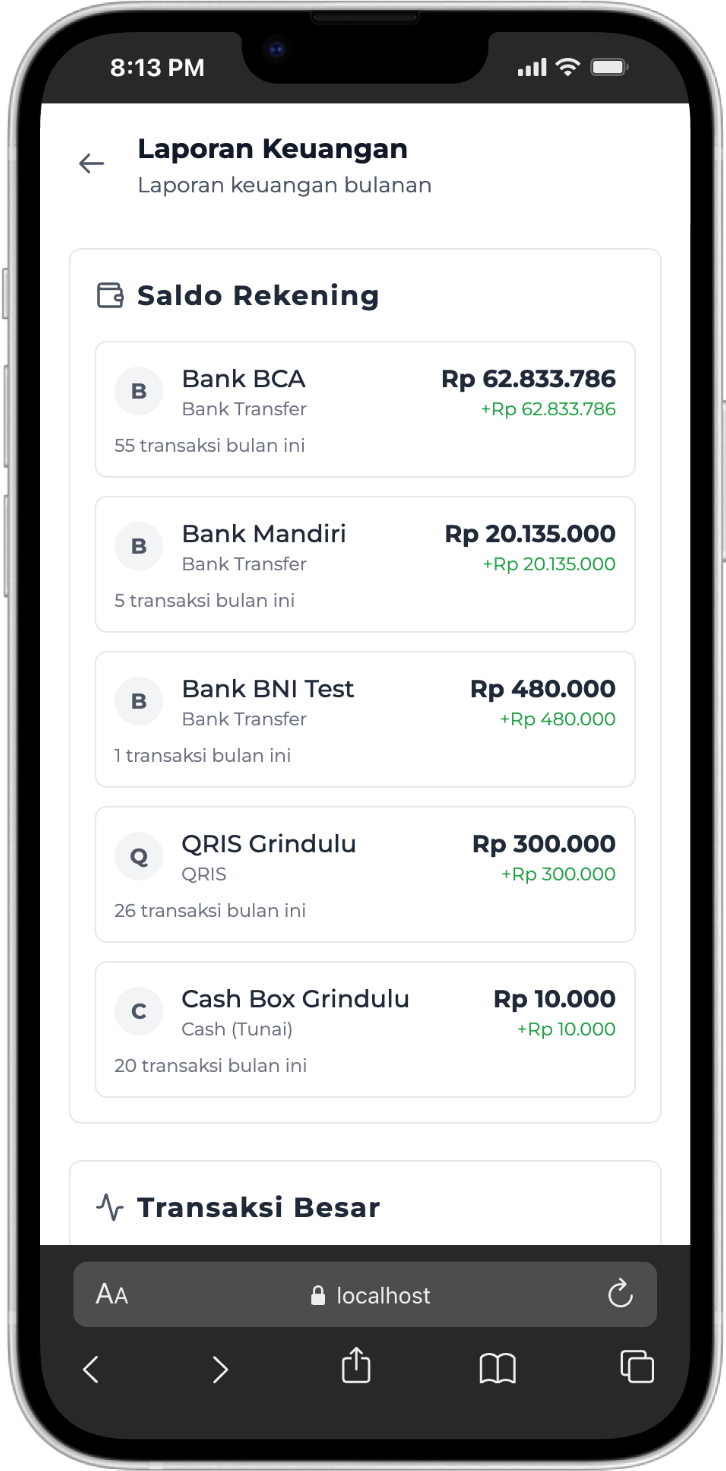 8:13 PM
Laporan Keuangan
Laporan keuangan bulanan
Saldo Rekening
B
Bank BCA
Rp 62.833.786
Bank Transfer
+Rp 62.833.786
55 transaksi bulan ini
B
Bank Mandiri
Rp 20.135.000
Bank Transfer
+Rp 20.135.000
5 transaksi bulan ini
B
Bank BNI Test
Rp 480.000
Bank Transfer
+Rp 480.000
1 transaksi bulan ini
Q
QRIS Grindulu
Rp 300.000
QRIS
+Rp 300.000
26 transaksi bulan ini
C
Cash Box Grindulu
Rp 10.000
Cash (Tunai)
+Rp 10.000
20 transaksi bulan ini
Transaksi Besar
AA
localhost